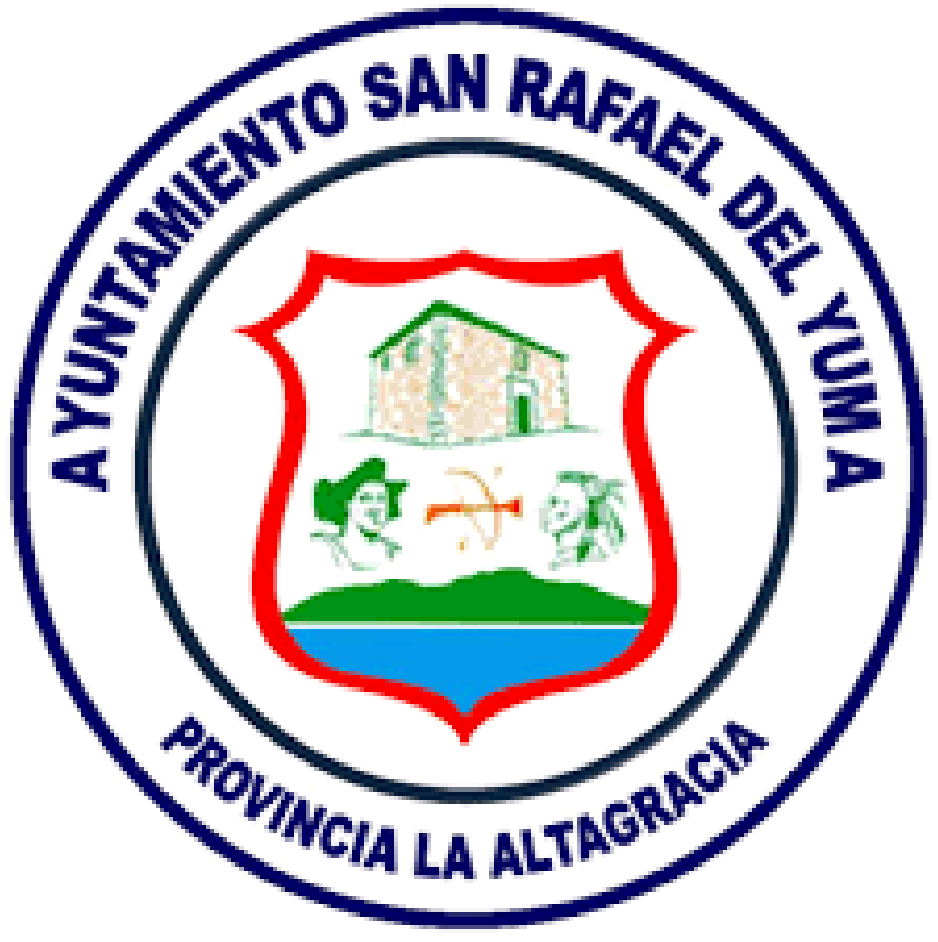 AYUNTAMIENTO SAN RAFAEL DEL YUMA
PROVINCIA LA ALTAGRACIA